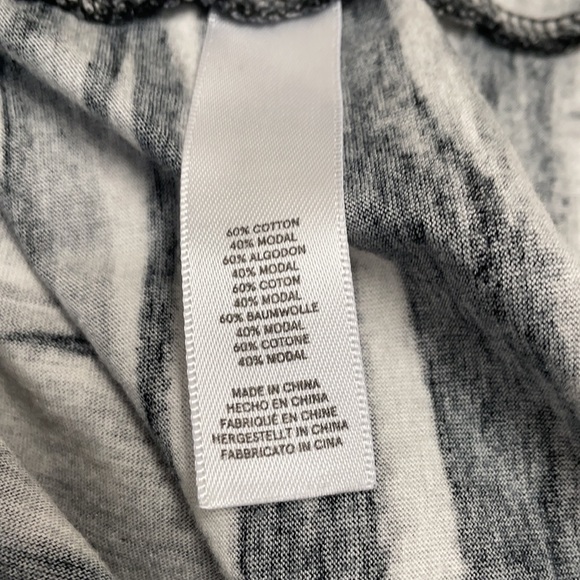 60% COTTON
40% MODAL
60% ALGODON
40% MODAL
60% COTON
40% MODAL
60% BAUMWOLLE
40% MODAL
60% COTONE
40% MODAL
MADE IN CHINA
HECHO EN CHINA
FABRIQUÉ EN CHINE
HERGESTELLT IN CHINA
FABBRICATO IN CINA